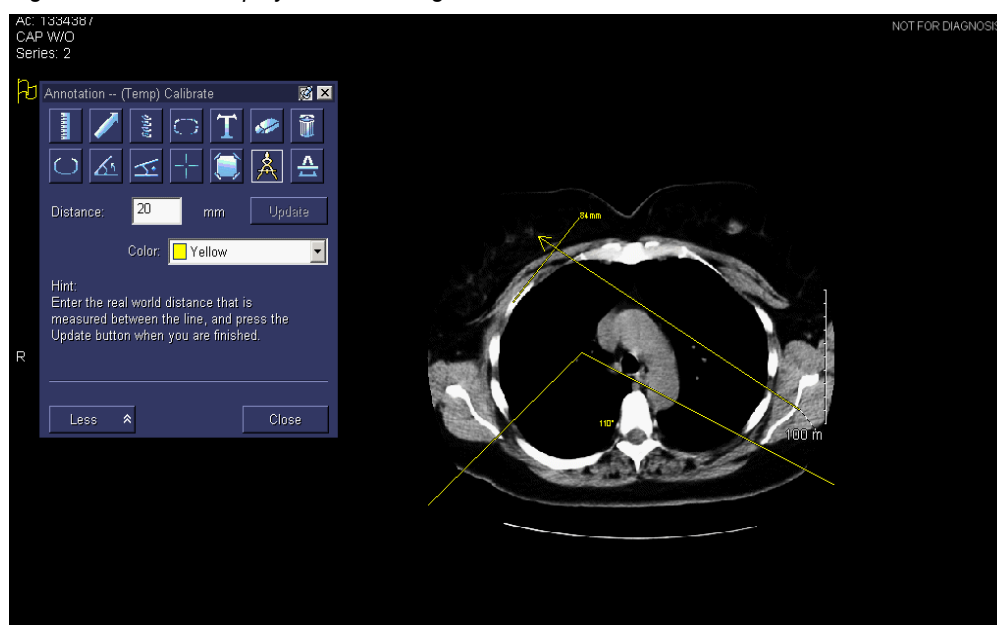 Ac: 1334387
CAP W/O
Series: 2
NOT FOR DIAGNOSIS
Annotation -- (Temp) Calibrate
T
Distance: 20 mm Update
Color: Yellow
Hint:
Enter the real world distance that is
measured between the line, and press the
Update button when you are finished.
Less Close
R
84 mm
110°
100 m